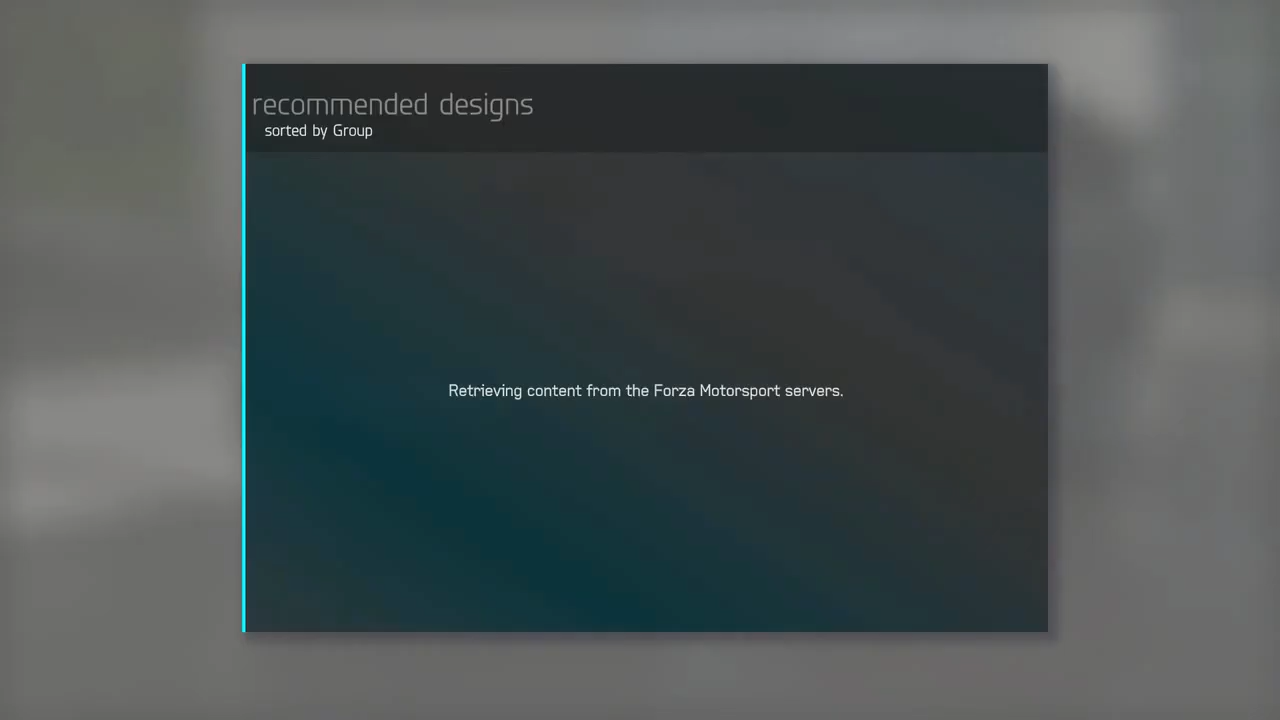 recommended designs
sorted by Group
Retrieving content from the Forza Motorsport servers.